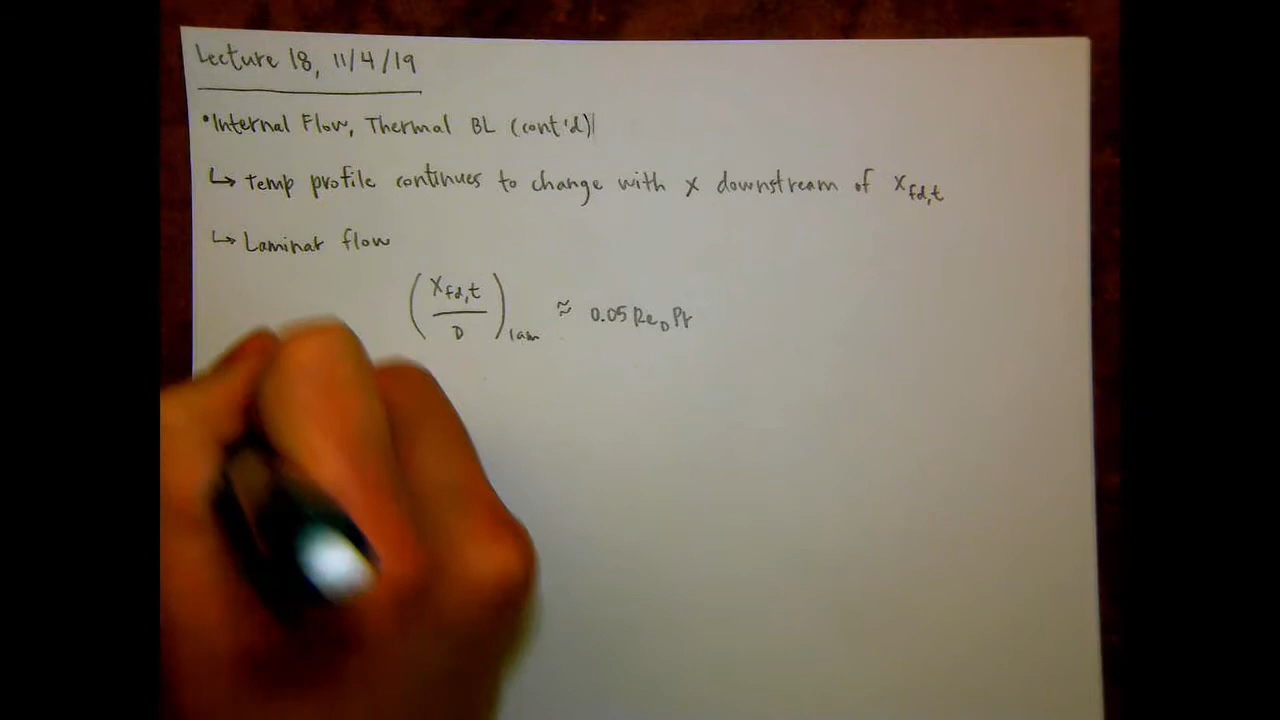 Lecture 18, 11/4/19
•Internal Flow, Thermal BL (cont'd)
↳ Temp profile continues to change with x downstream of x_fd,t
↳ Laminar flow
(x_fd,t / D)_lam ≈ 0.05 Re_D Pr